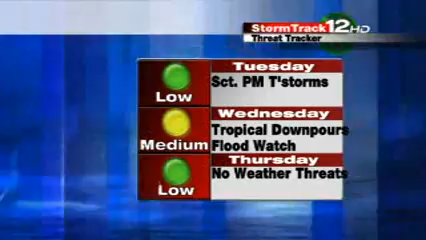 StormTrack 12 HD
Threat Tracker
Tuesday
Low
Sct. PM T'storms
Wednesday
Medium
Tropical Downpours
Flood Watch
Thursday
Low
No Weather Threats